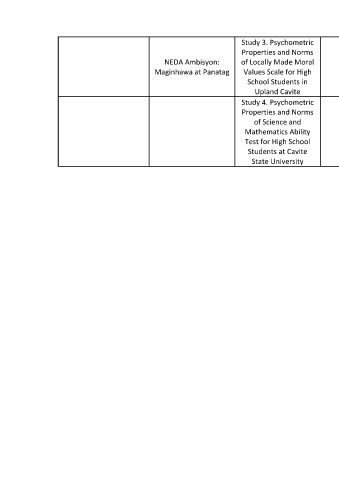 NEDA Ambisyon:
Maginhawa at Panatag
Study 3. Psychometric
Properties and Norms
of Locally Made Moral
Values Scale for High
School Students in
Upland Cavite
Study 4. Psychometric
Properties and Norms
of Science and
Mathematics Ability
Test for High School
Students at Cavite
State University